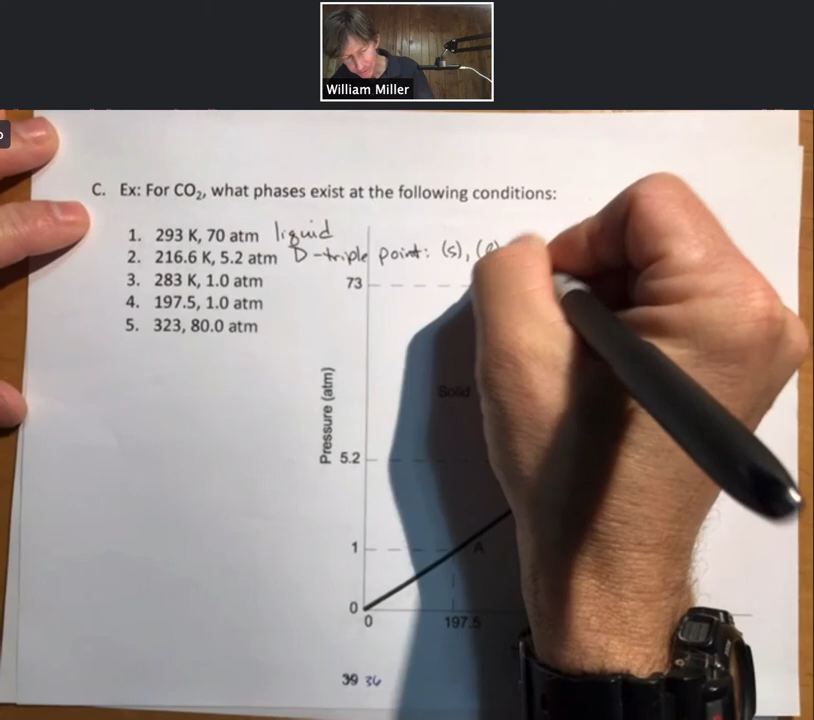 William Miller
C. Ex: For CO₂, what phases exist at the following conditions:
1. 293 K, 70 atm liquid
2. 216.6 K, 5.2 atm D-triple point: (s), (l)
3. 283 K, 1.0 atm
4. 197.5, 1.0 atm
5. 323, 80.0 atm
73
Solid
Pressure (atm)
5.2
1
A
0
0
197.5
39 36